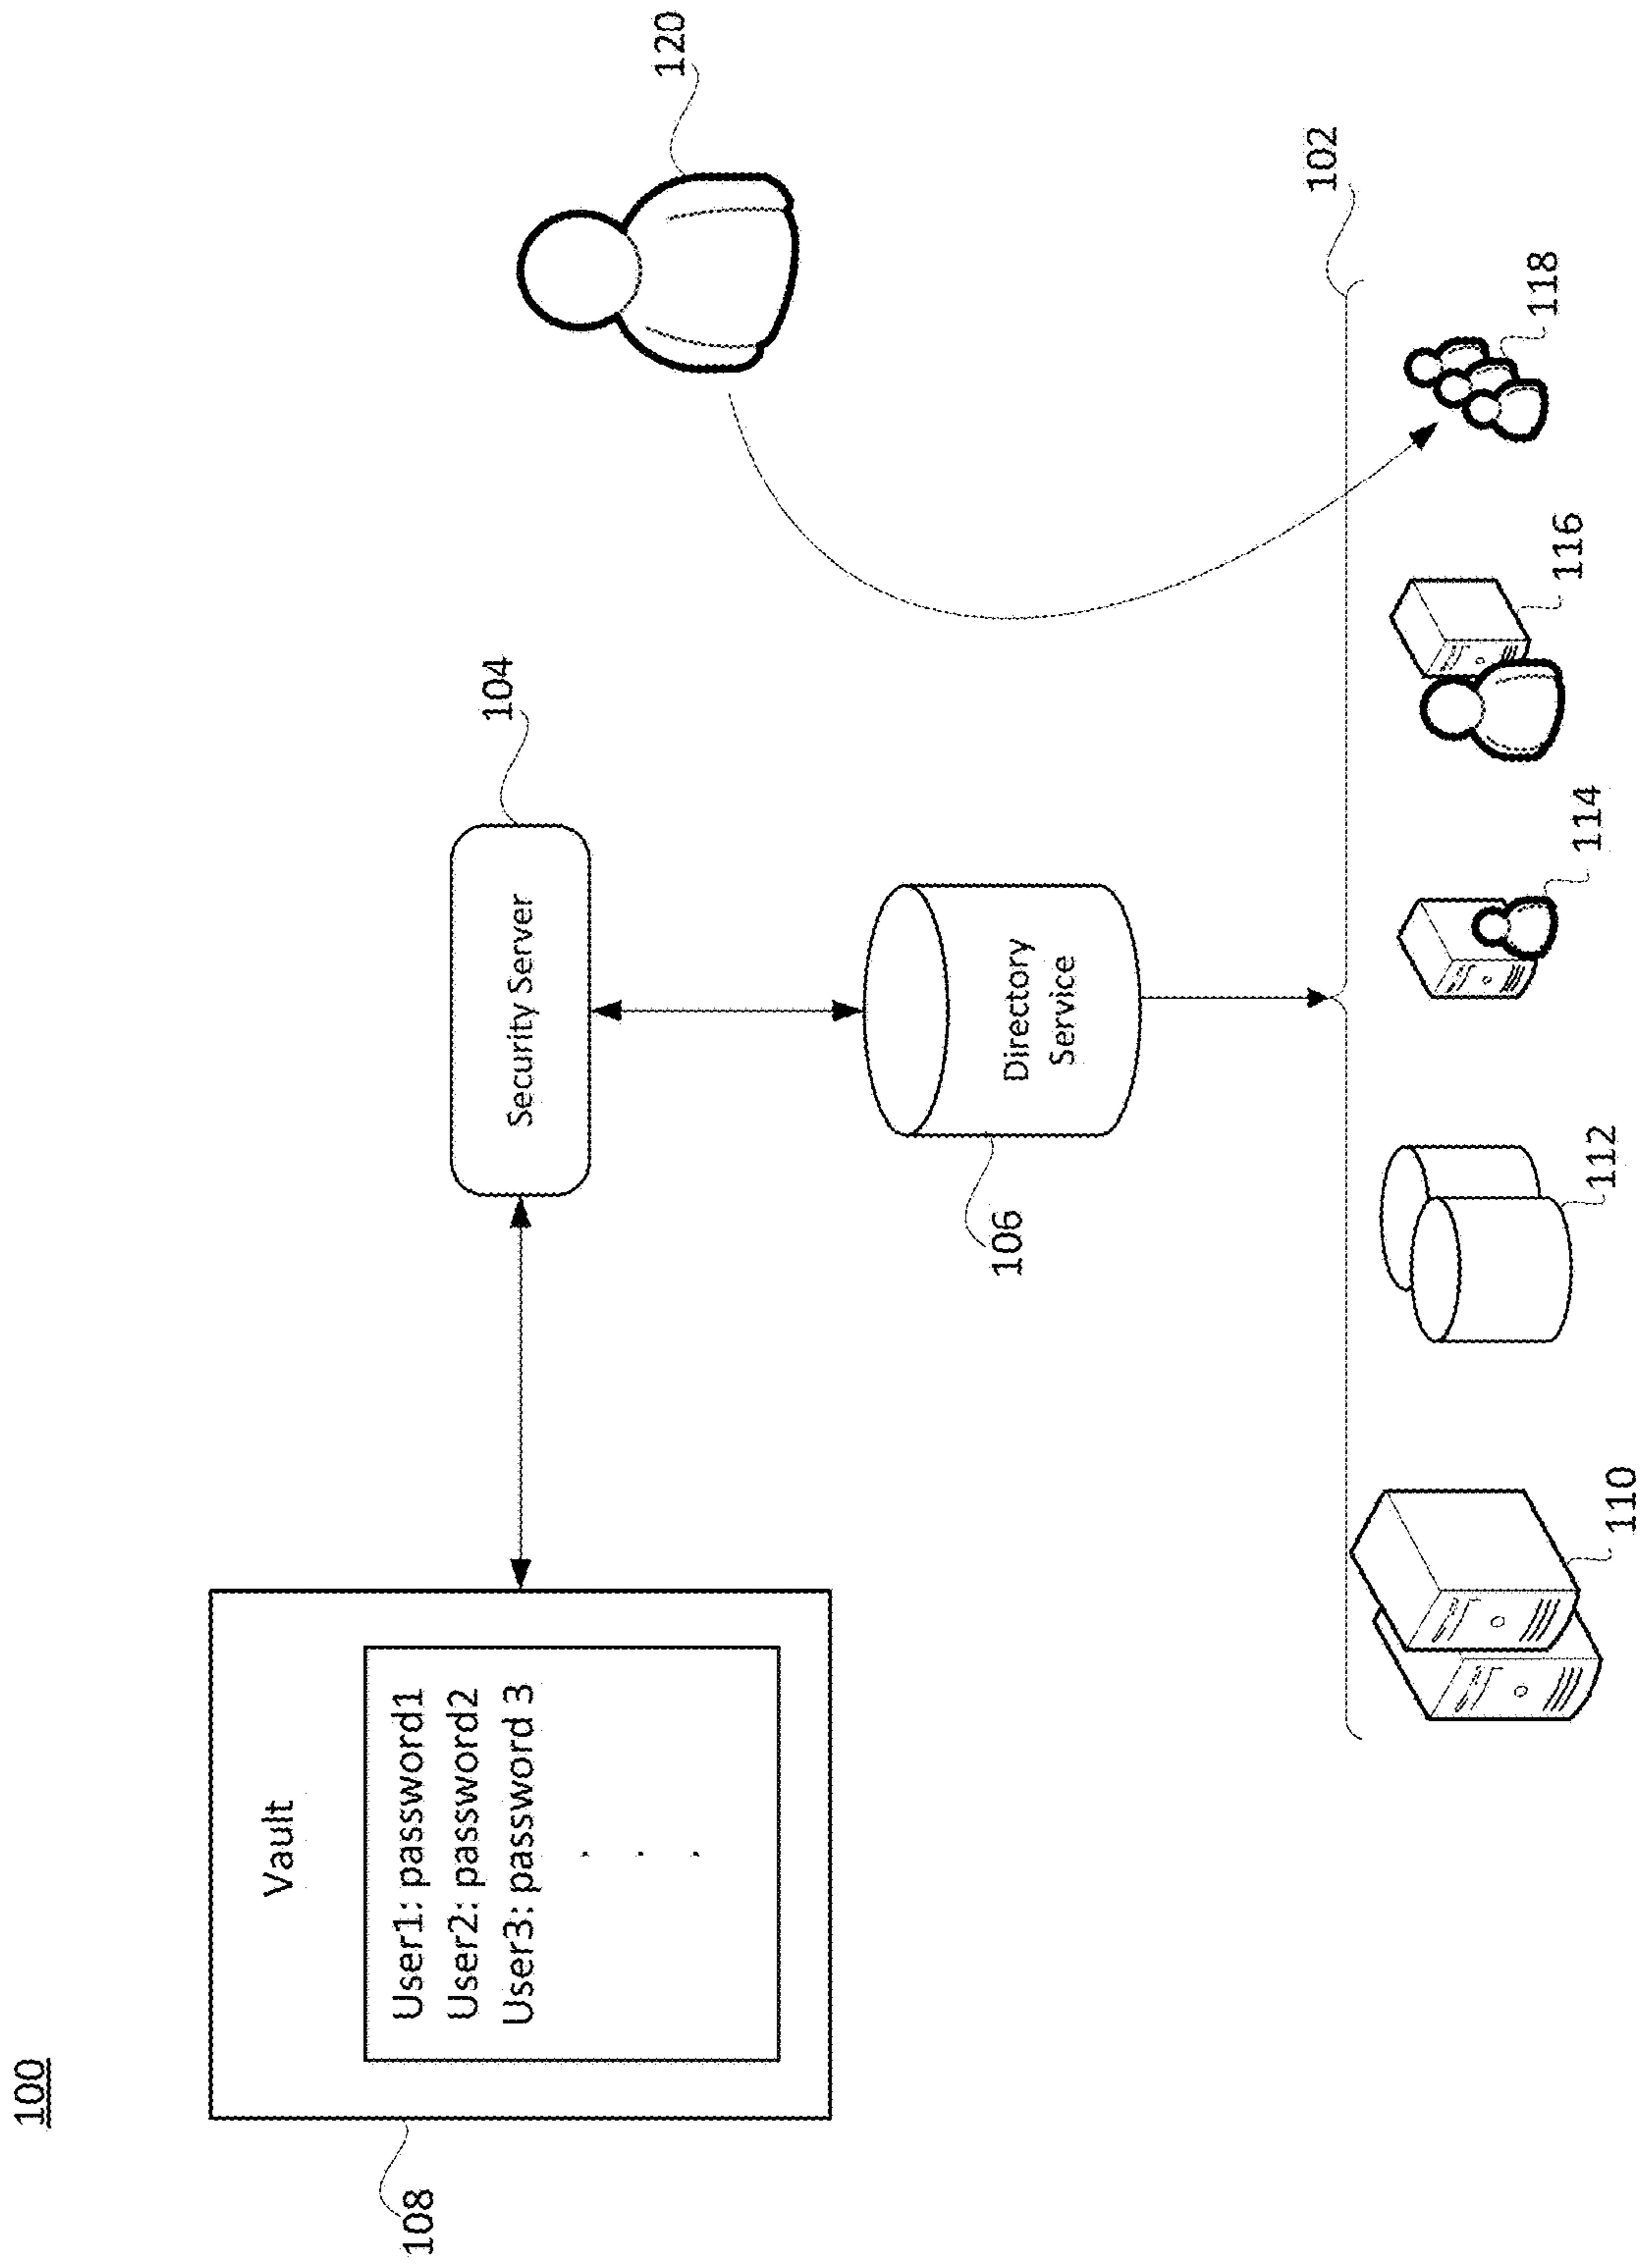 100
120
104
Security Server
Vault
User1: password1
User2: password2
User3: password 3
.
.
.
108
Directory
Service
106
102
110
112
114
116
118